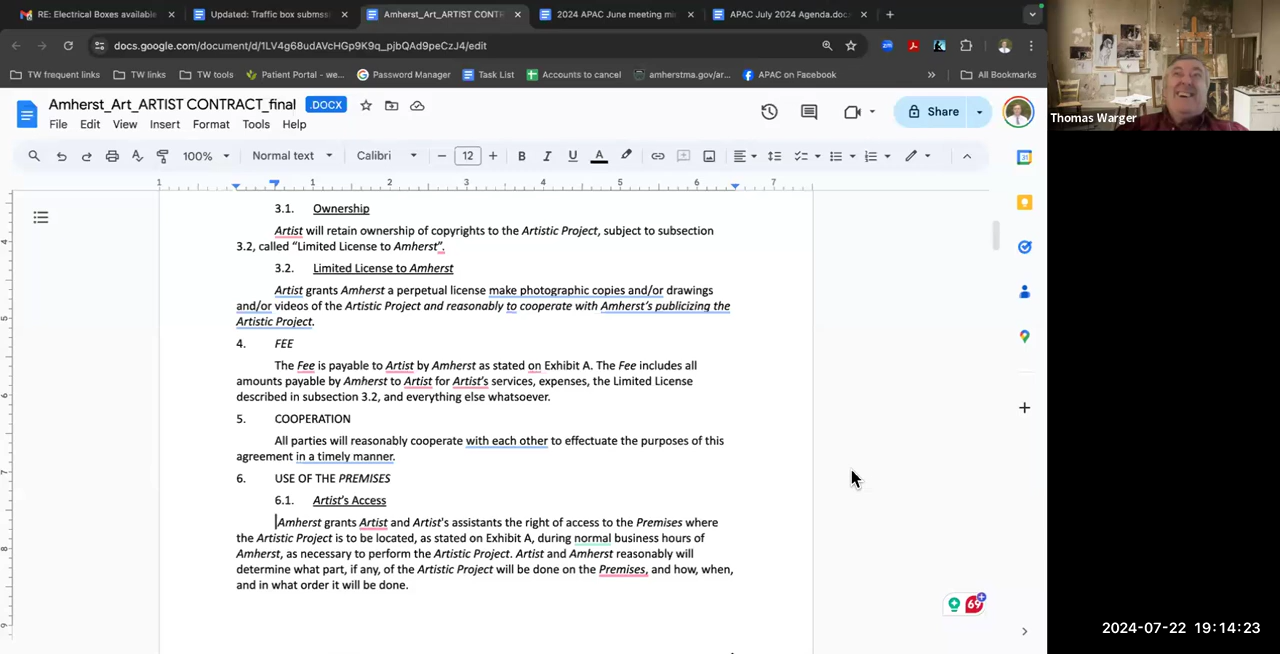 RE: Electrical Boxes available
Updated: Traffic box submssi
Amherst_Art_ARTIST CONTR
2024 APAC June meeting mi
APAC July 2024 Agenda.doc
docs.google.com/document/d/1LV4g68udAVcHGp9K9q_pjbQAd9peCzJ4/edit
TW frequent links
TW links
TW tools
Patient Portal - we...
Password Manager
Task List
Accounts to cancel
amherstma.gov/ar...
APAC on Facebook
All Bookmarks
Amherst_Art_ARTIST CONTRACT_final .DOCX
File Edit View Insert Format Tools Help
Share
100% Normal text Calibri 12
1 1 2 3 4 5 6 7
3.1. Ownership
Artist will retain ownership of copyrights to the Artistic Project, subject to subsection
3.2, called “Limited License to Amherst”.
3.2. Limited License to Amherst
Artist grants Amherst a perpetual license make photographic copies and/or drawings
and/or videos of the Artistic Project and reasonably to cooperate with Amherst’s publicizing the
Artistic Project.
4. FEE
The Fee is payable to Artist by Amherst as stated on Exhibit A. The Fee includes all
amounts payable by Amherst to Artist for Artist’s services, expenses, the Limited License
described in subsection 3.2, and everything else whatsoever.
5. COOPERATION
All parties will reasonably cooperate with each other to effectuate the purposes of this
agreement in a timely manner.
6. USE OF THE PREMISES
6.1. Artist’s Access
Amherst grants Artist and Artist's assistants the right of access to the Premises where
the Artistic Project is to be located, as stated on Exhibit A, during normal business hours of
Amherst, as necessary to perform the Artistic Project. Artist and Amherst reasonably will
determine what part, if any, of the Artistic Project will be done on the Premises, and how, when,
and in what order it will be done.
69
Thomas Warger
2024-07-22 19:14:23